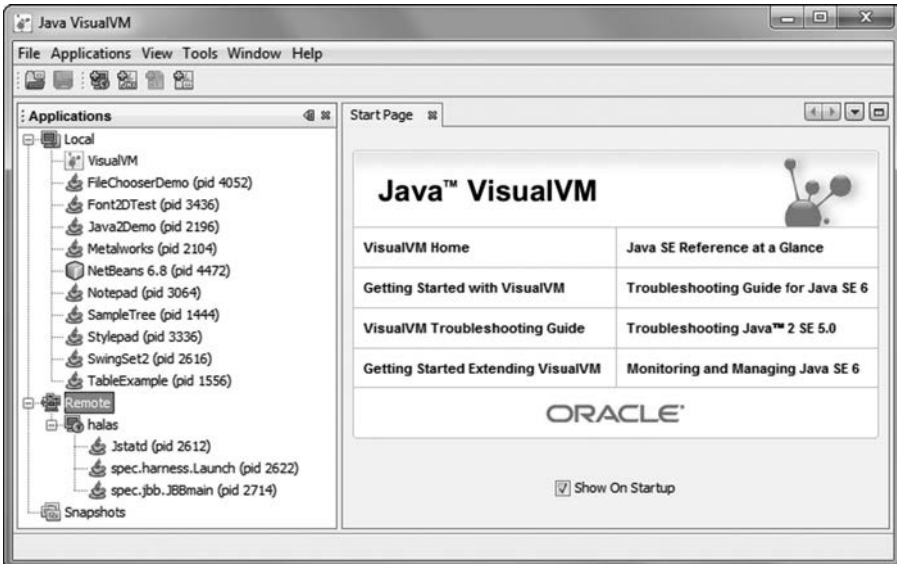 Java VisualVM
File Applications View Tools Window Help
Applications
Local
VisualVM
FileChooserDemo (pid 4052)
Font2DTest (pid 3436)
Java2Demo (pid 2196)
Metalworks (pid 2104)
NetBeans 6.8 (pid 4472)
Notepad (pid 3064)
SampleTree (pid 1444)
Stylepad (pid 3336)
SwingSet2 (pid 2616)
TableExample (pid 1556)
Remote
halas
Jstatd (pid 2612)
spec.harness.Launch (pid 2622)
spec.jbb.JBBmain (pid 2714)
Snapshots
Start Page
Java™ VisualVM
VisualVM Home
Java SE Reference at a Glance
Getting Started with VisualVM
Troubleshooting Guide for Java SE 6
VisualVM Troubleshooting Guide
Troubleshooting Java™ 2 SE 5.0
Getting Started Extending VisualVM
Monitoring and Managing Java SE 6
ORACLE
Show On Startup